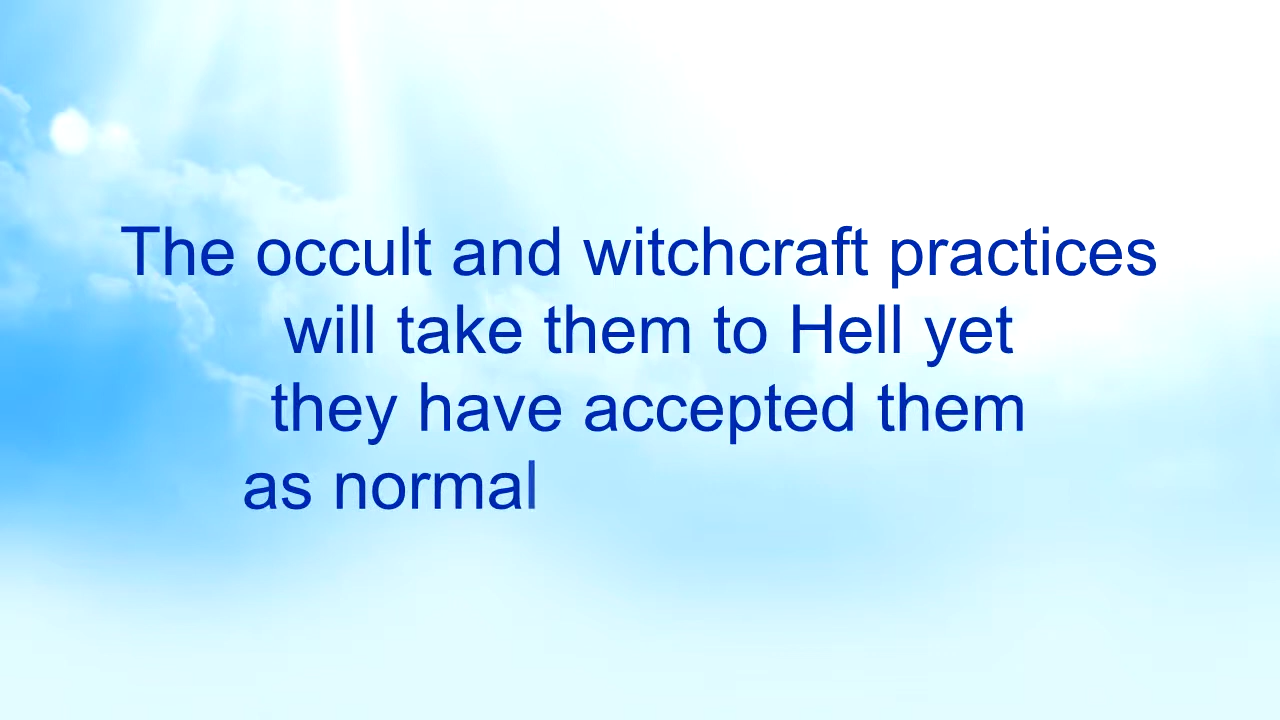 The occult and witchcraft practices
will take them to Hell yet
they have accepted them
as normal